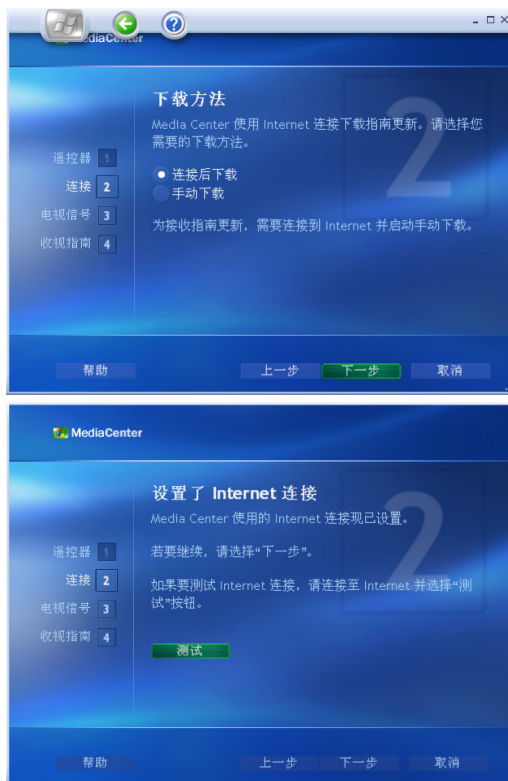 MediaCenter
下载方法
Media Center 使用 Internet 连接下载指南更新。请选择您
需要的下载方法。
遥控器 1
连接 2
电视信号 3
收视指南 4
连接后下载
手动下载
为接收指南更新，需要连接到 Internet 并启动手动下载。
2
帮助 上一步 下一步 取消
MediaCenter
设置了 Internet 连接
Media Center 使用的 Internet 连接现已设置。
遥控器 1
连接 2
电视信号 3
收视指南 4
若要继续，请选择“下一步”。
如果要测试 Internet 连接，请连接至 Internet 并选择“测
试”按钮。
测试
2
帮助 上一步 下一步 取消